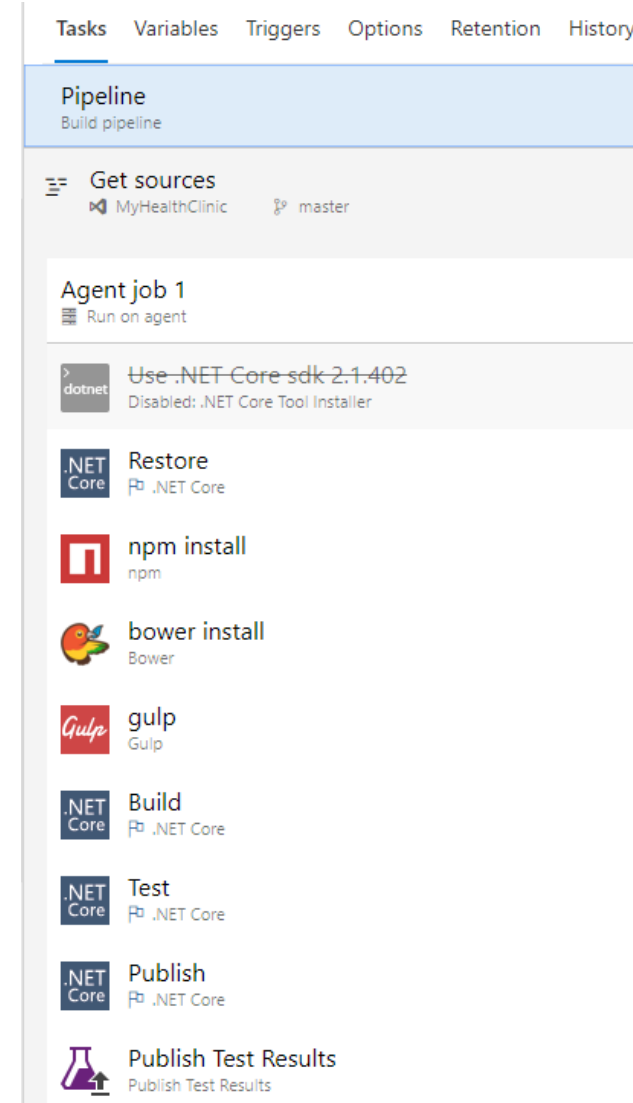 Tasks Variables Triggers Options Retention History
Pipeline
Build pipeline
Get sources
MyHealthClinic master
Agent job 1
Run on agent
>
dotnet
Use .NET Core sdk 2.1.402
Disabled: .NET Core Tool Installer
.NET
Core
Restore
.NET Core
npm install
npm
bower install
Bower
Gulp
gulp
Gulp
.NET
Core
Build
.NET Core
.NET
Core
Test
.NET Core
.NET
Core
Publish
.NET Core
Publish Test Results
Publish Test Results